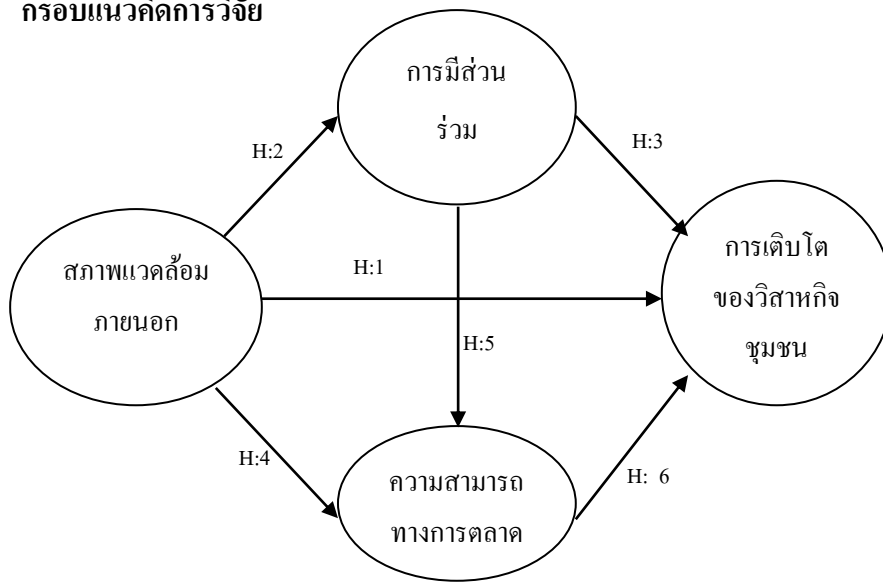 กรอบแนวคิดการวิจัย
การมีส่วน
ร่วม
H:2
H:3
สภาพแวดล้อม
ภายนอก
H:1
การเติบโต
ของวิสาหกิจ
ชุมชน
H:5
H:4
ความสามารถ
ทางการตลาด
H: 6